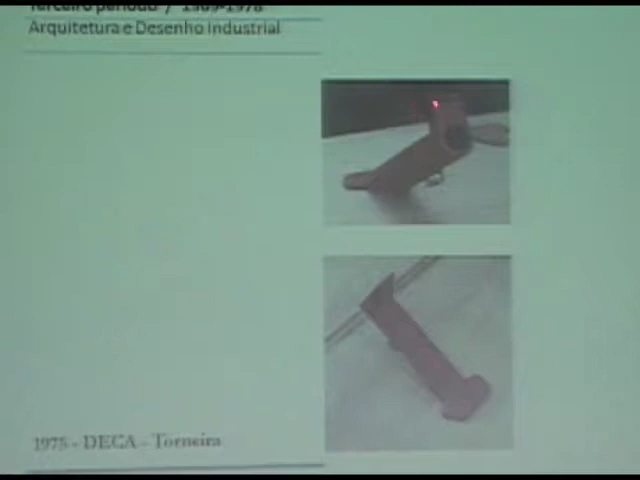 Terceiro período / 1969-1978
Arquitetura e Desenho Industrial
1975 - DECA - Torneira